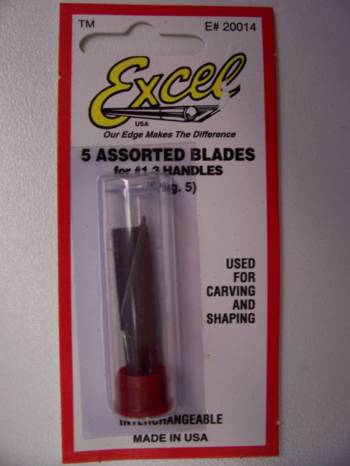 TM E# 20014
Excel
USA
Our Edge Makes The Difference
5 ASSORTED BLADES
for #1 HANDLES
5)
USED
FOR
CARVING
AND
SHAPING
INTERCHANGEABLE
MADE IN USA